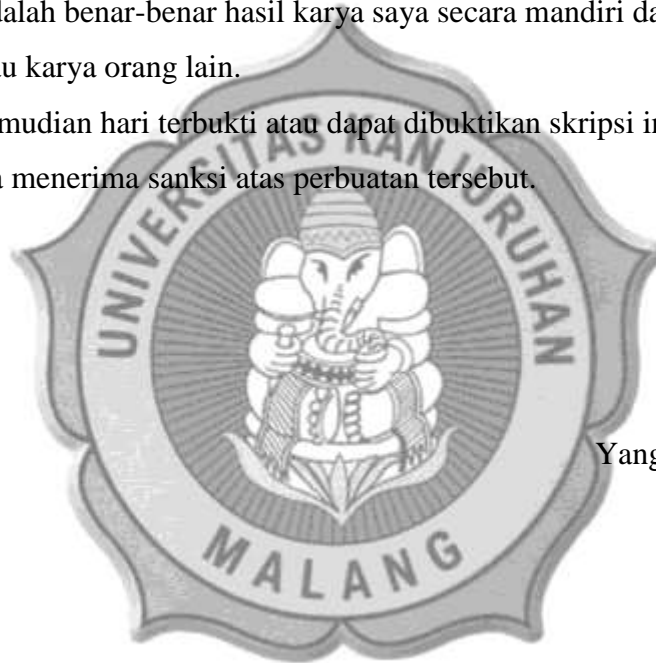 dalah benar-benar hasil karya saya secara mandiri da
u karya orang lain.
mudian hari terbukti atau dapat dibuktikan skripsi in
a menerima sanksi atas perbuatan tersebut.
UNIVERSITAS KANJURUHAN
MALANG
Yang